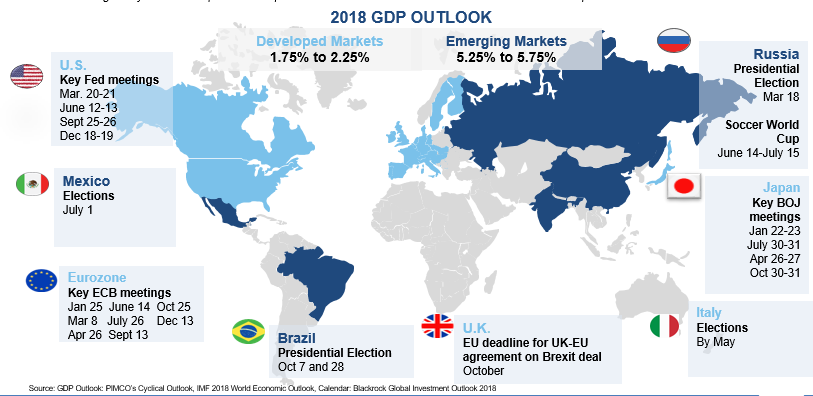 2018 GDP OUTLOOK
Developed Markets
1.75% to 2.25%
Emerging Markets
5.25% to 5.75%
U.S.
Key Fed meetings
Mar. 20-21
June 12-13
Sept 25-26
Dec 18-19
Mexico
Elections
July 1
Eurozone
Key ECB meetings
Jan 25 June 14 Oct 25
Mar 8 July 26 Dec 13
Apr 26 Sept 13
Brazil
Presidential Election
Oct 7 and 28
U.K.
EU deadline for UK-EU
agreement on Brexit deal
October
Russia
Presidential
Election
Mar 18
Soccer World
Cup
June 14-July 15
Japan
Key BOJ
meetings
Jan 22-23
July 30-31
Apr 26-27
Oct 30-31
Italy
Elections
By May
Source: GDP Outlook: PIMCO's Cyclical Outlook, IMF 2018 World Economic Outlook, Calendar: Blackrock Global Investment Outlook 2018